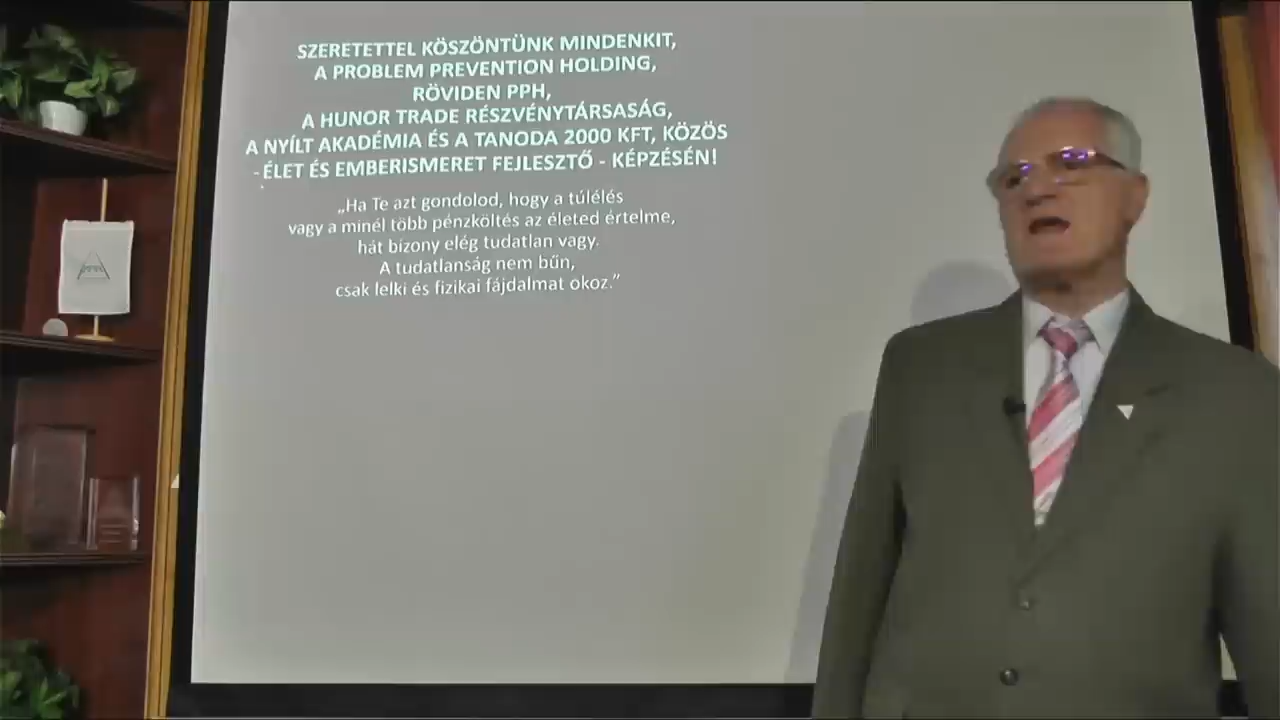 SZERETETTEL KÖSZÖNTÜNK MINDENKIT,
A PROBLEM PREVENTION HOLDING,
RÖVIDEN PPH,
A HUNOR TRADE RÉSZVÉNYTÁRSASÁG,
A NYÍLT AKADÉMIA ÉS A TANODA 2000 KFT, KÖZÖS
- ÉLET ÉS EMBERISMERET FEJLESZTŐ - KÉPZÉSÉN!
„Ha Te azt gondolod, hogy a túlélés
vagy a minél több pénzköltés az életed értelme,
hát bizony elég tudatlan vagy.
A tudatlanság nem bűn,
csak lelki és fizikai fájdalmat okoz.”